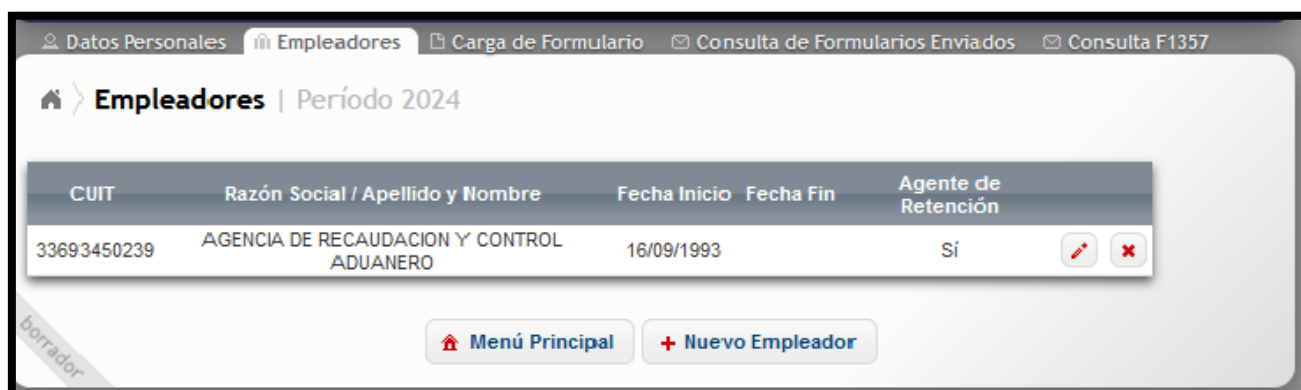 Datos Personales Empleadores Carga de Formulario Consulta de Formularios Enviados Consulta F1357
Empleadores | Período 2024
CUIT Razón Social / Apellido y Nombre Fecha Inicio Fecha Fin Agente de
Retención
33693450239 AGENCIA DE RECAUDACION Y CONTROL
ADUANERO 16/09/1993 Sí
borrador
Menú Principal + Nuevo Empleador